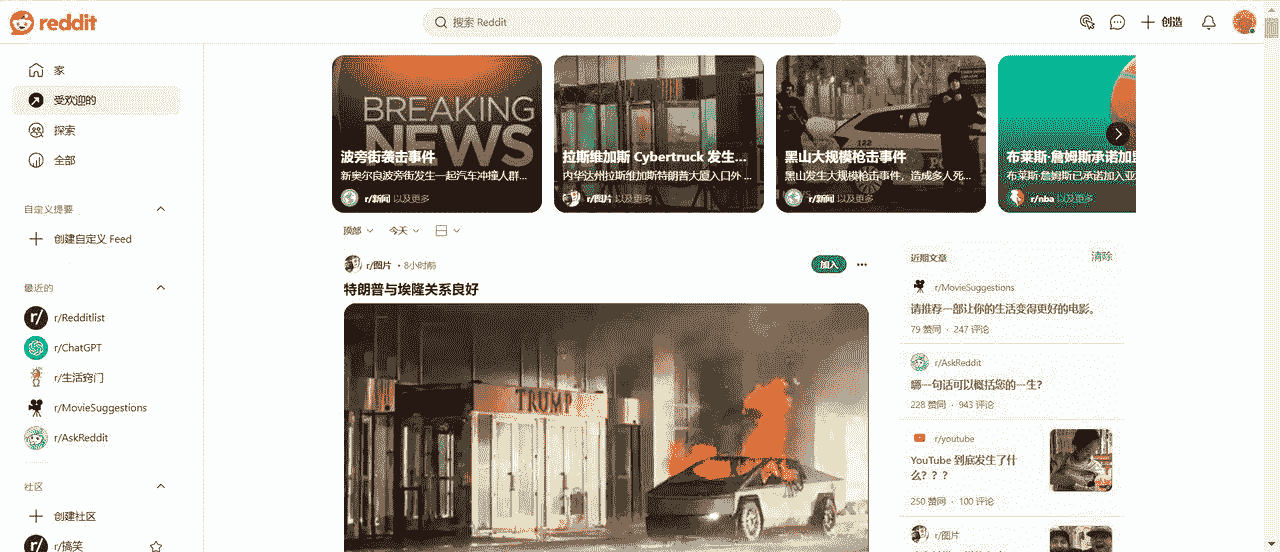 reddit
搜索 Reddit
创造
家
受欢迎的
探索
全部
自定义提要
创建自定义 Feed
最近的
r/Redditlist
r/ChatGPT
r/生活窍门
r/MovieSuggestions
r/AskReddit
社区
创建社区
r/搞笑
BREAKING
NEWS
波旁街袭击事件
新奥尔良波旁街发生一起汽车冲撞人群...
r/新闻 以及更多
拉斯维加斯 Cybertruck 发生...
内华达州拉斯维加斯特朗普大厦入口外 ...
r/图片 以及更多
122
黑山大规模枪击事件
黑山发生大规模枪击事件，造成多人死...
r/新闻 以及更多
布莱斯·詹姆斯承诺加盟
布莱斯·詹姆斯已承诺加入亚
r/nba 以及更多
顶部
今天
r/图片 • 8小时前
加入
特朗普与埃隆关系良好
TRUMP
近期文章
清除
r/MovieSuggestions
请推荐一部让你的生活变得更好的电影。
79 赞同 · 247 评论
r/AskReddit
哪一句话可以概括您的一生？
228 赞同 · 943 评论
r/youtube
YouTube 到底发生了什
么？？？
250 赞同 · 100 评论
r/图片